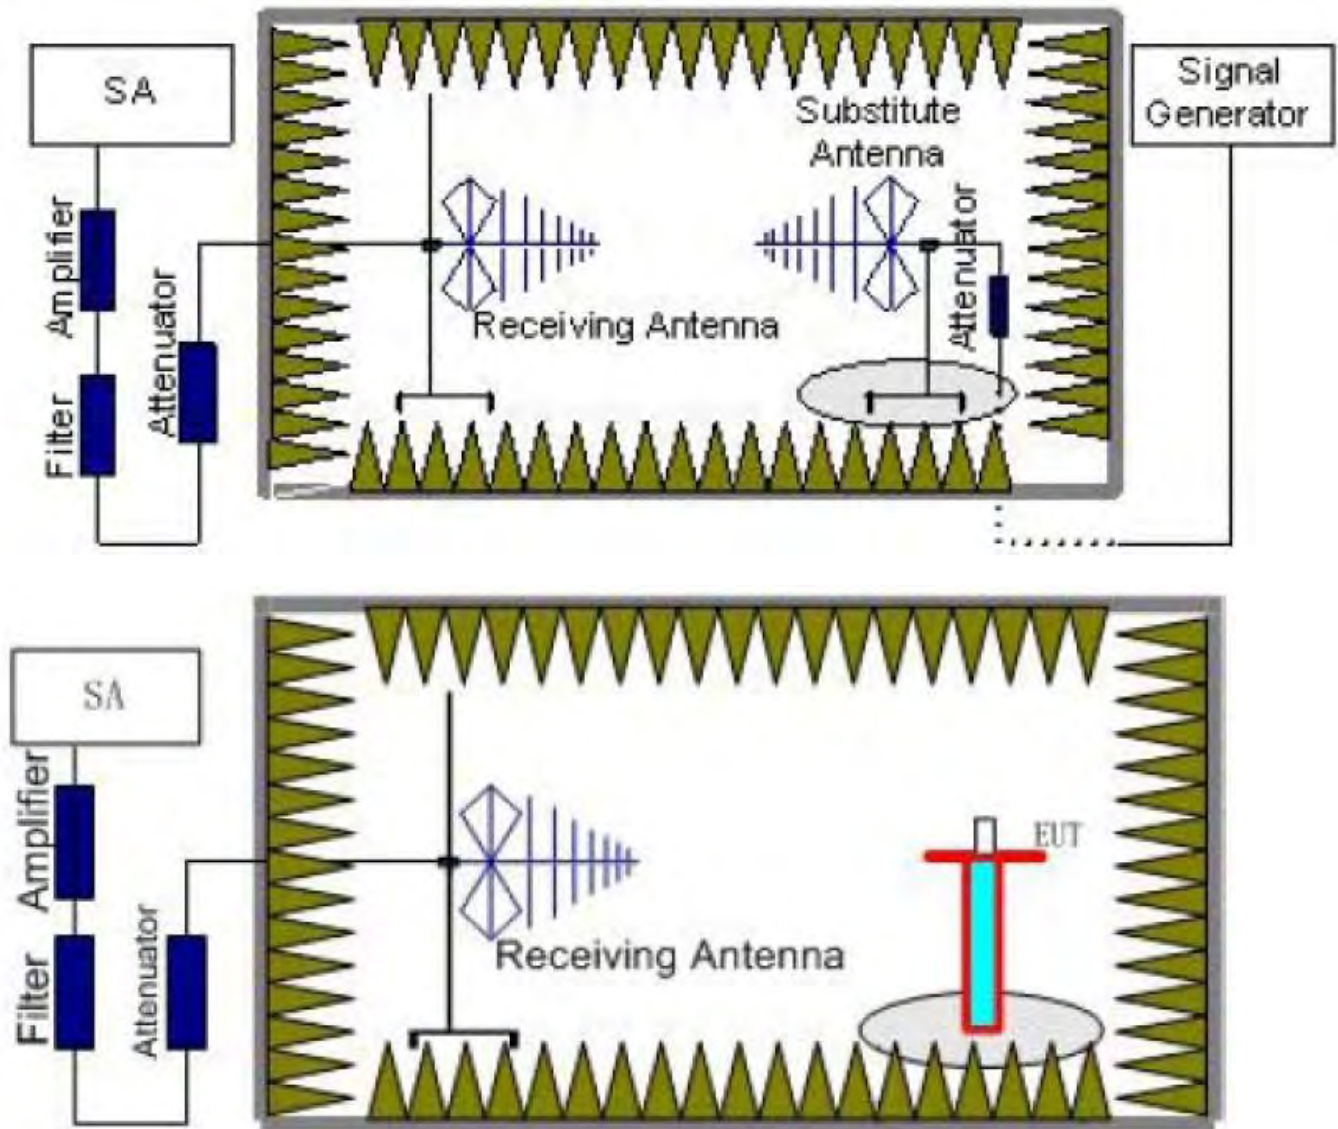 SA
Signal
Generator
Substitute
Antenna
Amplifier
Attenuator
Attenuator
Receiving Antenna
Filter
SA
Amplifier
EUT
Receiving Antenna
Filter
Attenuator